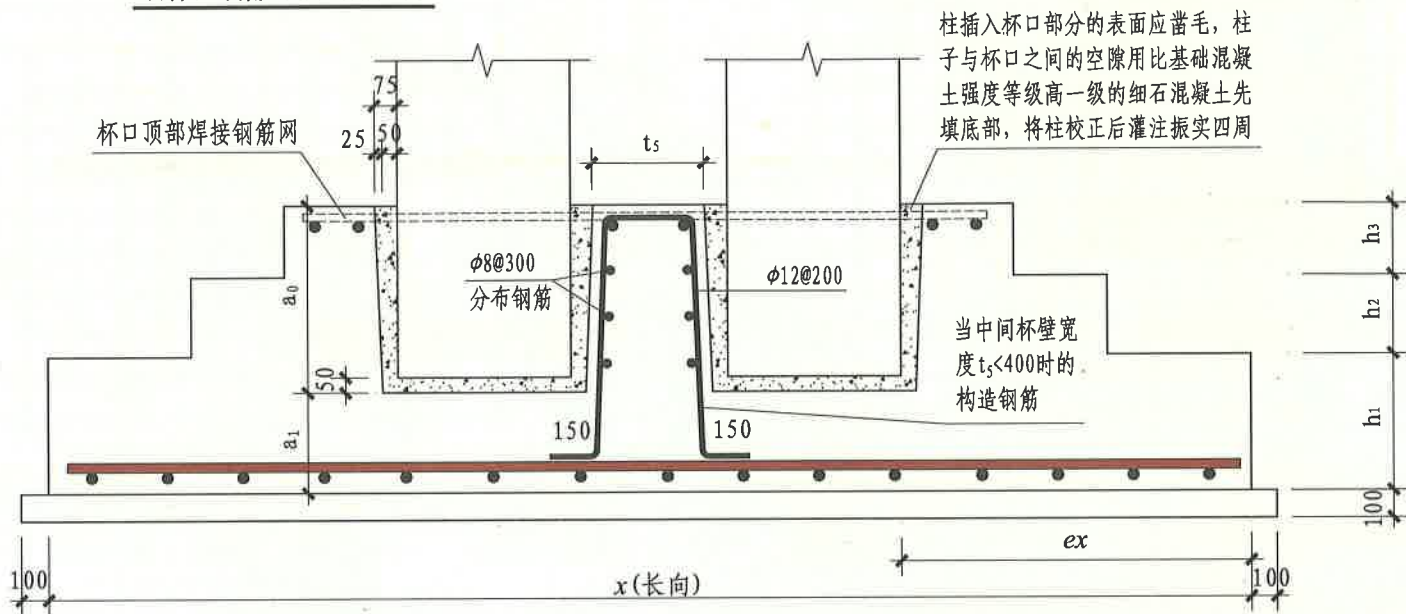 柱插入杯口部分的表面应凿毛，柱
子与杯口之间的空隙用比基础混凝
土强度等级高一级的细石混凝土先
填底部，将柱校正后灌注振实四周
75
杯口顶部焊接钢筋网
25
50
t5
h3
a0
φ8@300
分布钢筋
φ12@200
h2
当中间杯壁宽
度t5<400时的
构造钢筋
50
a1
150
150
h1
100
ex
100
x(长向)
100